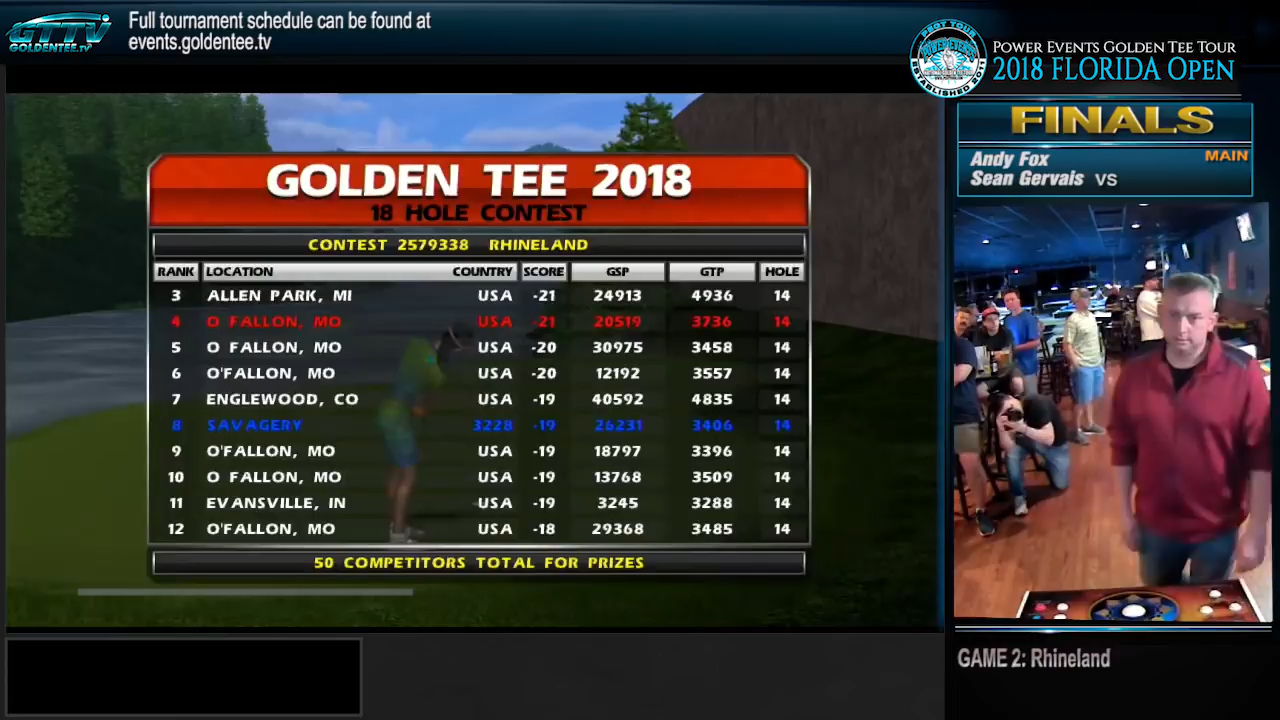 GTTV
GOLDENTEE.TV
Full tournament schedule can be found at
events.goldentee.tv
POWER EVENTS GOLDEN TEE TOUR
2018 FLORIDA OPEN
FINALS
Andy Fox
MAIN
Sean Gervais VS
GOLDEN TEE 2018
18 HOLE CONTEST
CONTEST 2579338 RHINELAND
RANK LOCATION COUNTRY SCORE GSP GTP HOLE
3 ALLEN PARK, MI USA -21 24913 4936 14
4 O FALLON, MO USA -21 20519 3736 14
5 O FALLON, MO USA -20 30975 3458 14
6 O'FALLON, MO USA -20 12192 3557 14
7 ENGLEWOOD, CO USA -19 40592 4835 14
8 SAVAGERY 3228 -19 26231 3406 14
9 O'FALLON, MO USA -19 18797 3396 14
10 O FALLON, MO USA -19 13768 3509 14
11 EVANSVILLE, IN USA -19 3245 3288 14
12 O'FALLON, MO USA -18 29368 3485 14
50 COMPETITORS TOTAL FOR PRIZES
GAME 2: Rhineland